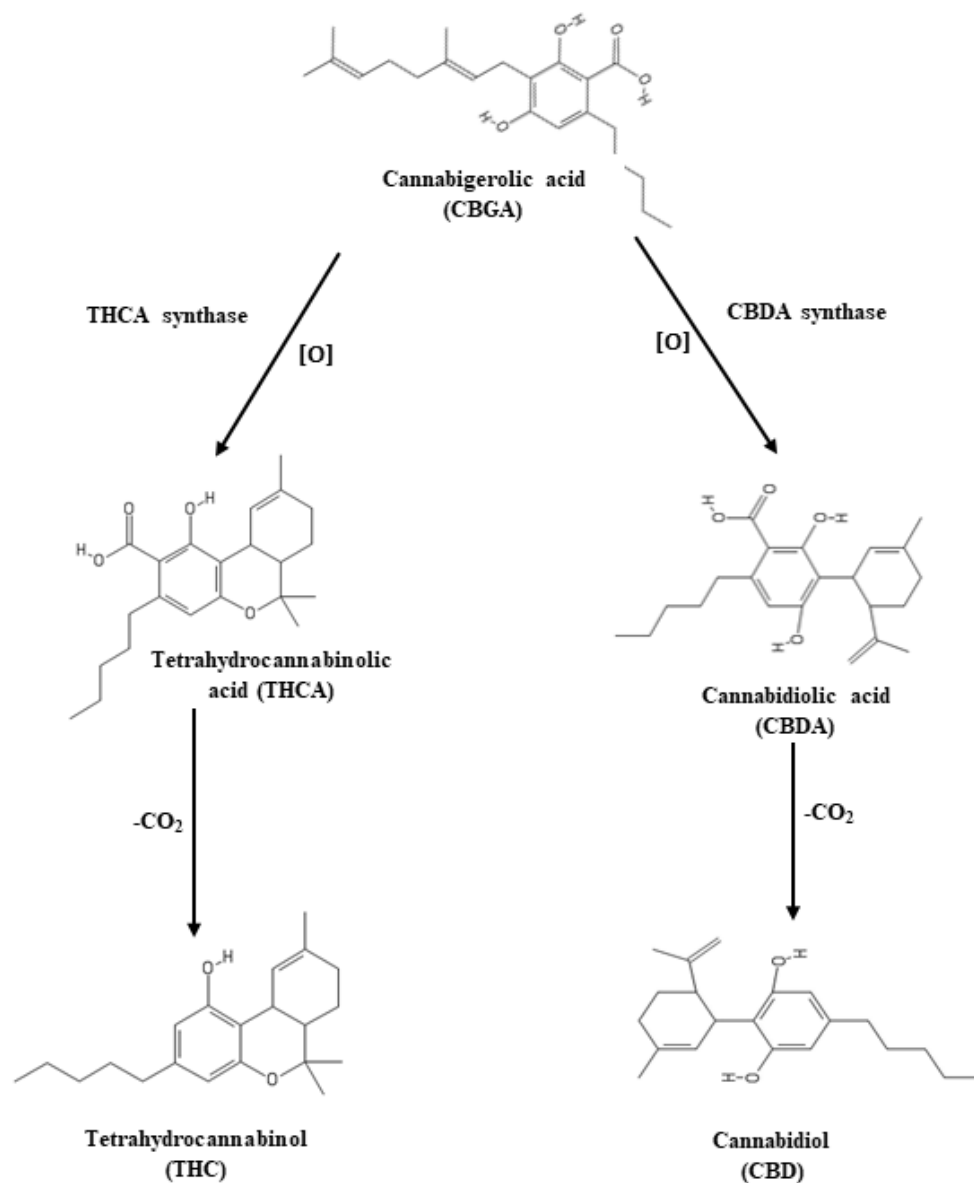 H
O
O
O
H
H
O
Cannabigerolic acid
(CBGA)
THCA synthase
[O]
CBDA synthase
[O]
O
H
O
H
O
O
Tetrahydrocannabinolic
acid (THCA)
H
O
O
O
H
O
H
Cannabidiolic acid
(CBDA)
-CO₂
-CO₂
O
H
O
Tetrahydrocannabinol
(THC)
O
H
H
O
Cannabidiol
(CBD)